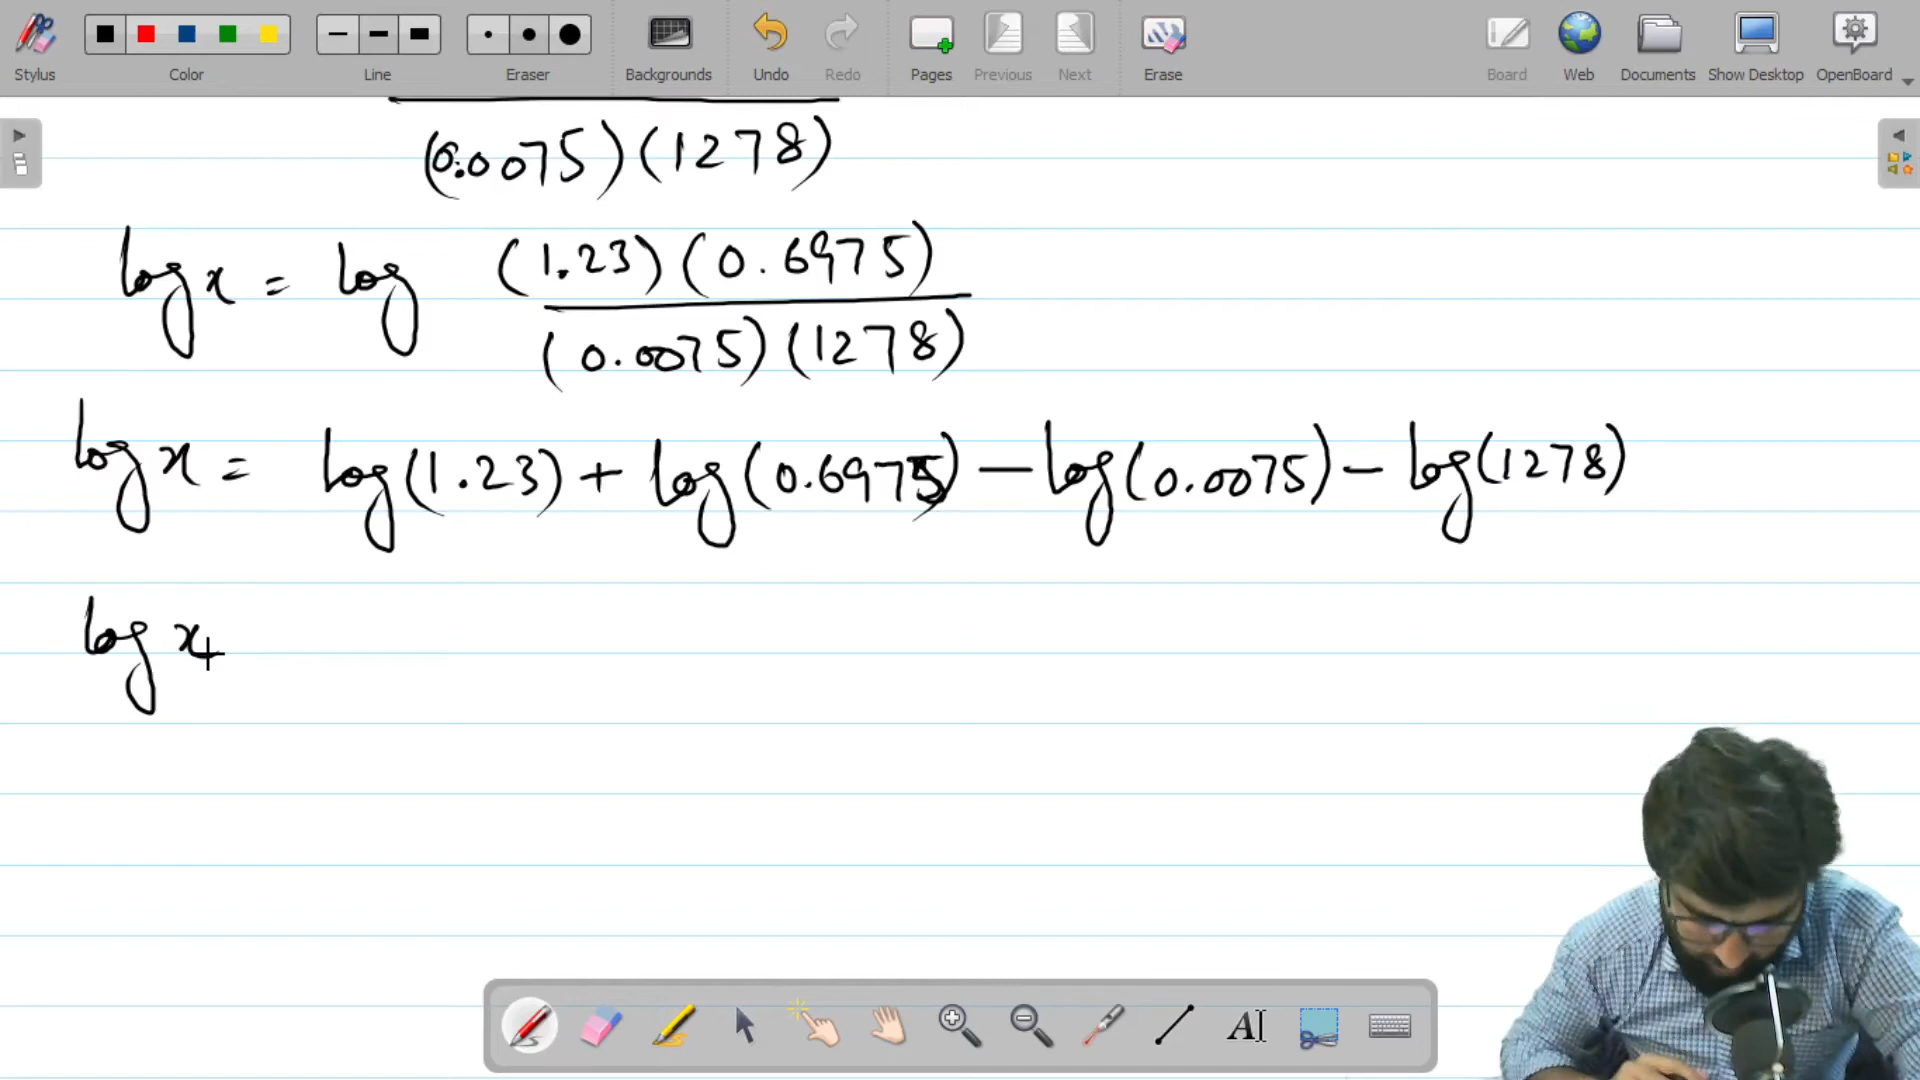 Stylus Color Line Eraser Backgrounds Undo Redo Pages Previous Next Erase Board Web Documents Show Desktop OpenBoard
(0.0075)(1278)
log x = log (1.23)(0.6975)
(0.0075)(1278)
log x = log(1.23) + log(0.6975) - log(0.0075) - log(1278)
log x